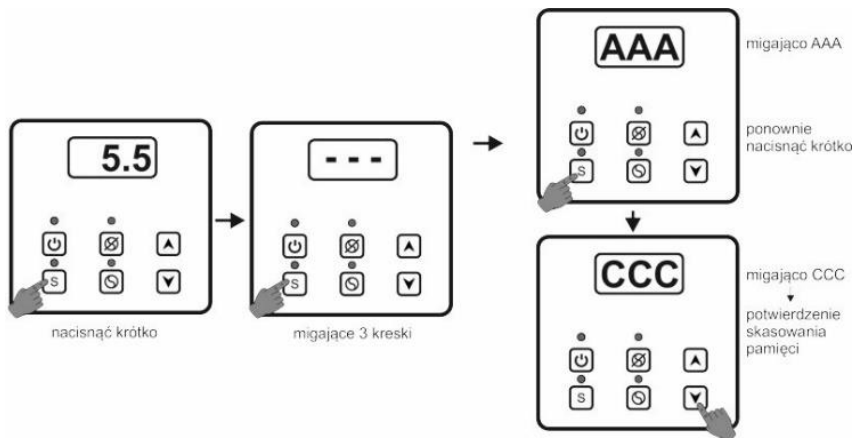 5.5
S
nacisnąć krótko
- - -
S
migające 3 kreski
AAA
S
migająco AAA
ponownie
nacisnąć krótko
CCC
S
migająco CCC
potwierdzenie
skasowania
pamięci